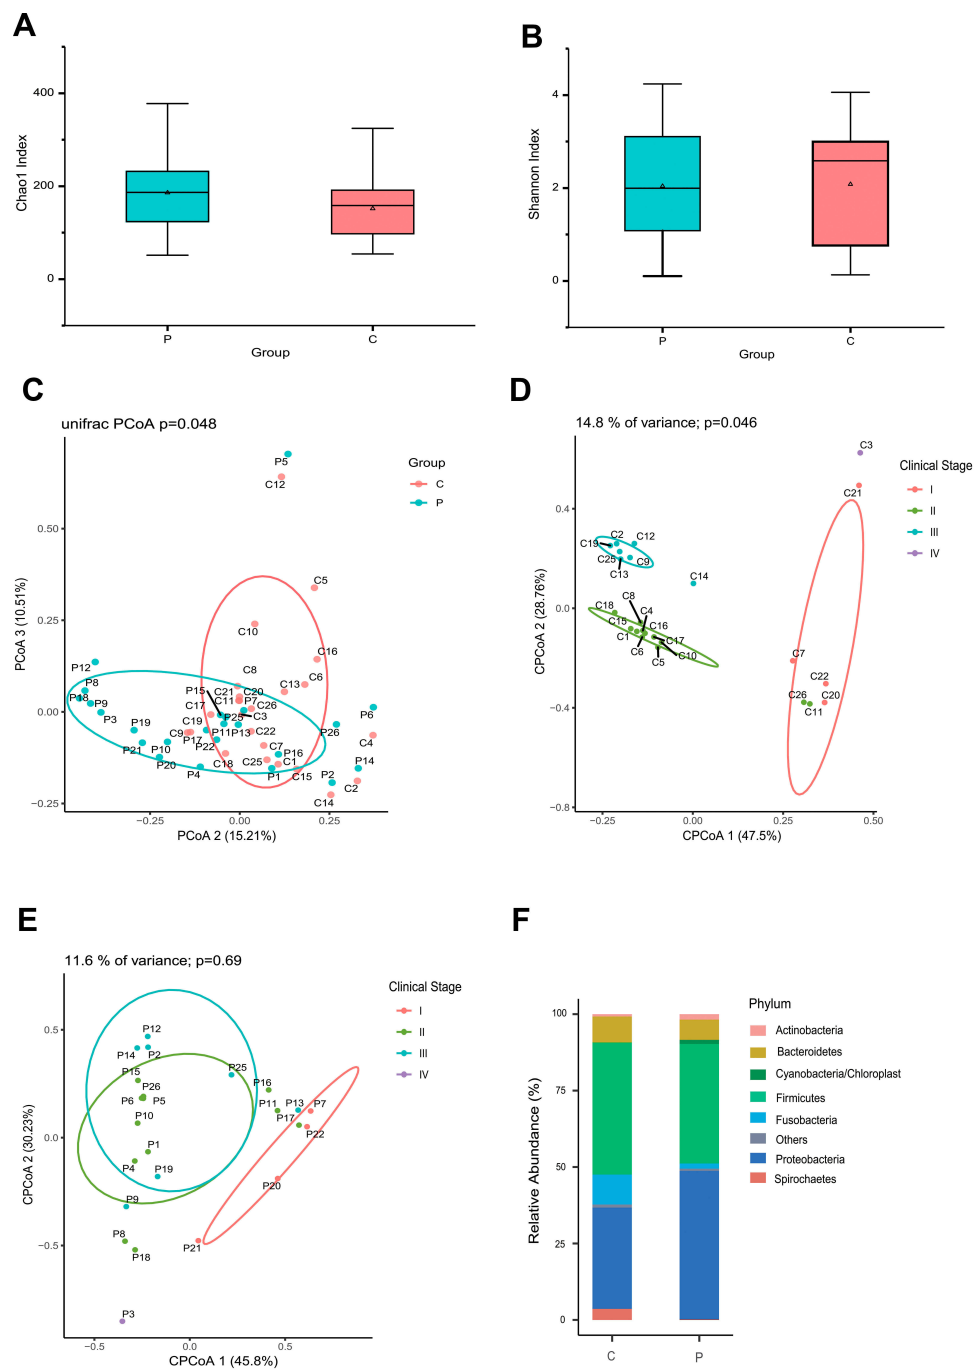 A
Chao1 Index
400
200
0
P
C
Group
B
Shannon Index
4
2
0
P
C
Group
C
unifrac PCoA p=0.048
PCoA 3 (10.51%)
0.50
0.25
0.00
−0.25
−0.25
0.00
0.25
PCoA 2 (15.21%)
Group
C
P
P5
C12
C5
C10
C16
C8
C6
C13
P12
P8
P18
P9
P3
P15
C21
C20
C11
P7
C26
C17
P25
C3
P6
P19
C19
P11
P13
C22
P26
C9
P17
C4
P21
P10
P22
C7
P16
P20
C18
C25
C1
P14
P4
P1
C15
P2
C2
C14
D
14.8 % of variance; p=0.046
CPCoA 2 (28.76%)
0.4
0.0
−0.4
−0.8
−0.25
0.00
0.25
0.50
CPCoA 1 (47.5%)
Clinical Stage
I
II
III
IV
C3
C21
C2
C12
C19
C25
C9
C13
C14
C8
C18
C4
C15
C16
C1
C17
C6
C10
C5
C7
C22
C26
C20
C11
E
11.6 % of variance; p=0.69
CPCoA 2 (30.23%)
0.5
0.0
−0.5
−0.5
0.0
0.5
CPCoA 1 (45.8%)
Clinical Stage
I
II
III
IV
P12
P14
P2
P15
P25
P26
P16
P6
P5
P11
P13
P7
P10
P17
P22
P1
P4
P19
P20
P9
P8
P18
P21
P3
F
Relative Abundance (%)
100
75
50
25
0
C
P
Phylum
Actinobacteria
Bacteroidetes
Cyanobacteria/Chloroplast
Firmicutes
Fusobacteria
Others
Proteobacteria
Spirochaetes